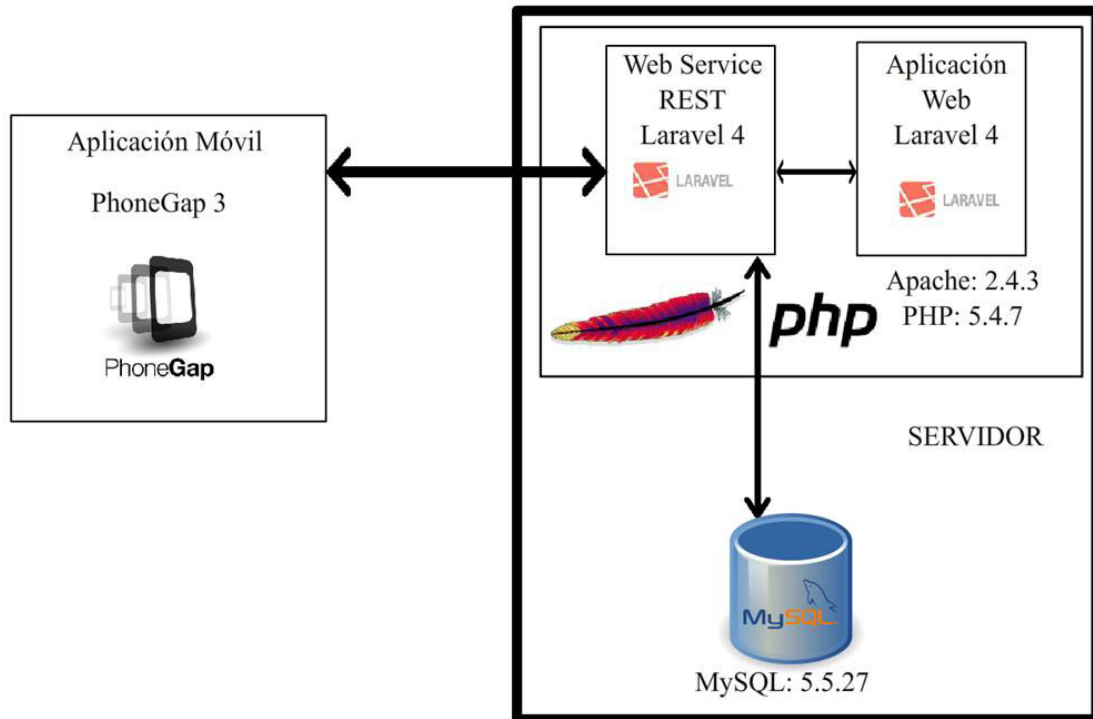 Aplicación Móvil
PhoneGap 3
PhoneGap
Web Service
REST
Laravel 4
LARAVEL
Aplicación
Web
Laravel 4
LARAVEL
php
Apache: 2.4.3
PHP: 5.4.7
SERVIDOR
MySQL
MySQL: 5.5.27